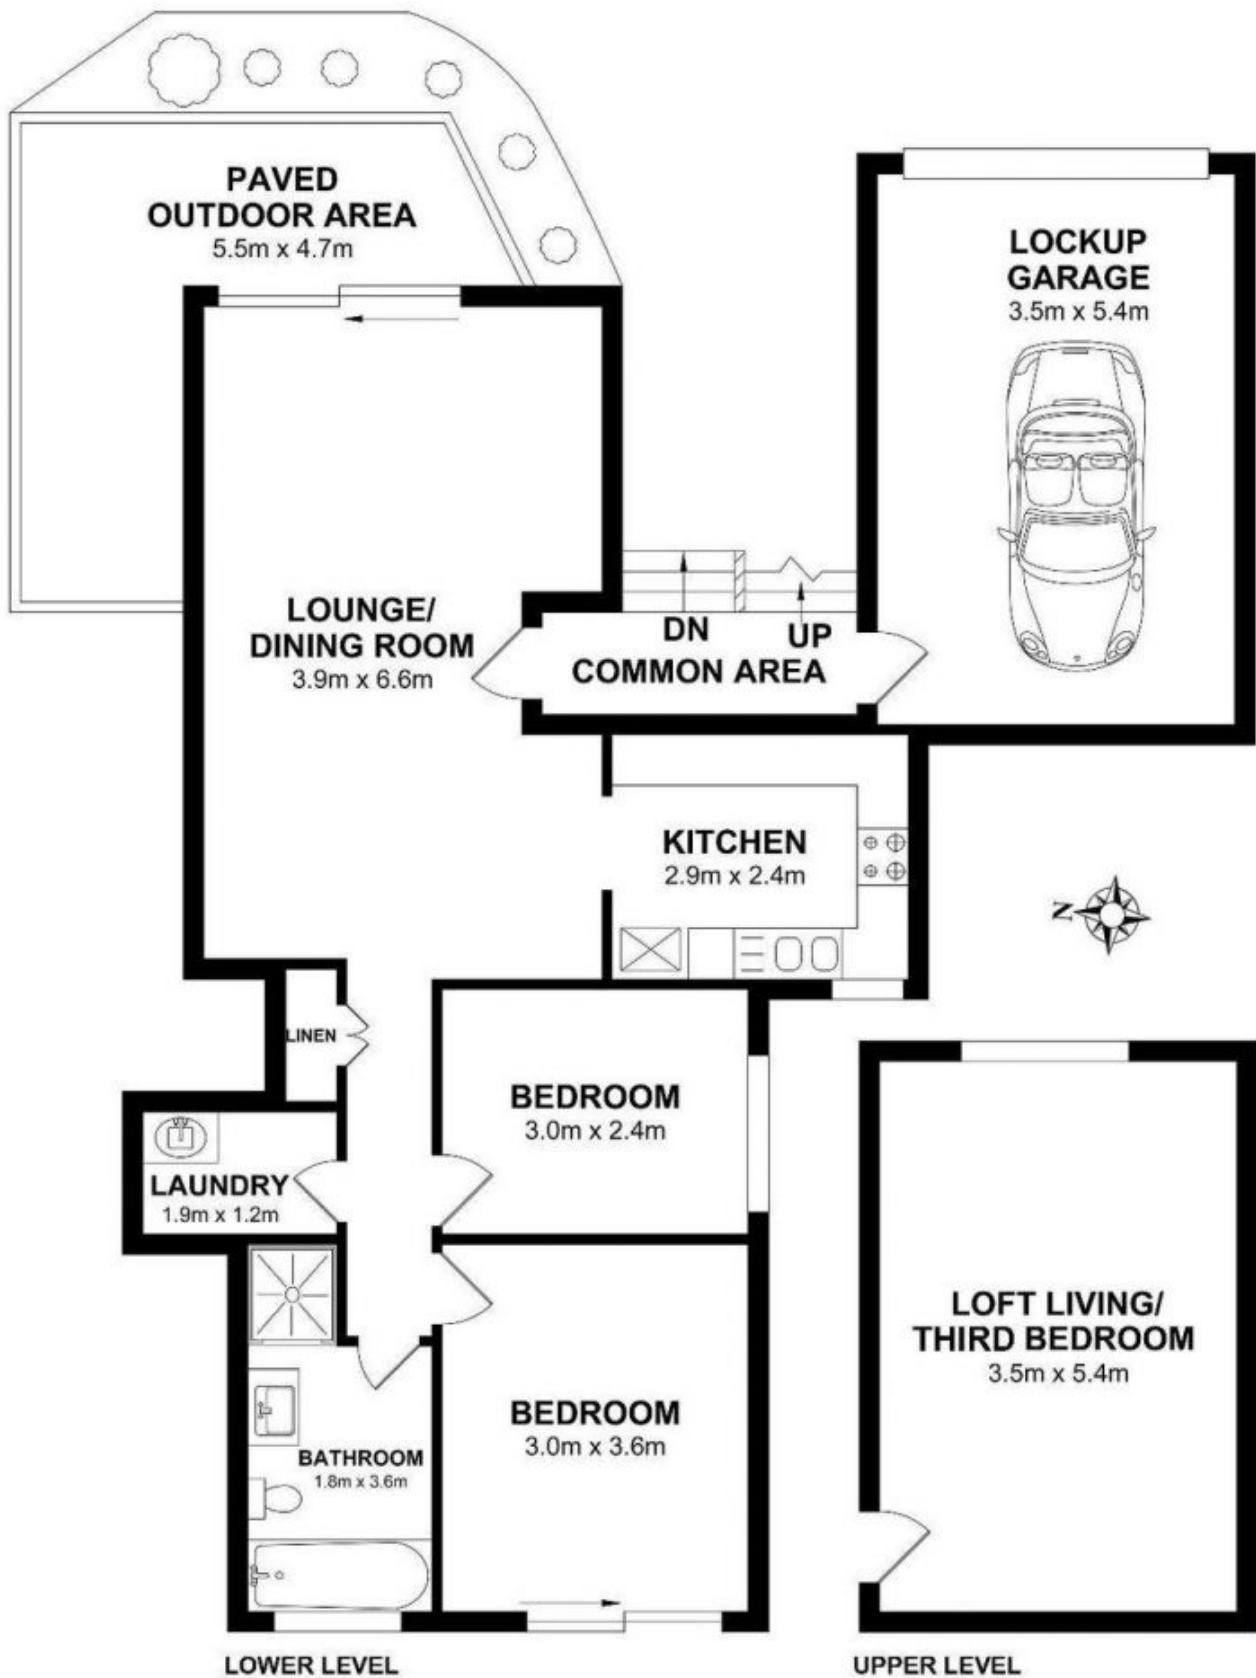 PAVED
OUTDOOR AREA
5.5m x 4.7m
LOCKUP
GARAGE
3.5m x 5.4m
LOUNGE/
DINING ROOM
3.9m x 6.6m
DN
UP
COMMON AREA
KITCHEN
2.9m x 2.4m
N
LINEN
BEDROOM
3.0m x 2.4m
LAUNDRY
1.9m x 1.2m
LOFT LIVING/
THIRD BEDROOM
3.5m x 5.4m
BEDROOM
3.0m x 3.6m
BATHROOM
1.8m x 3.6m
LOWER LEVEL
UPPER LEVEL